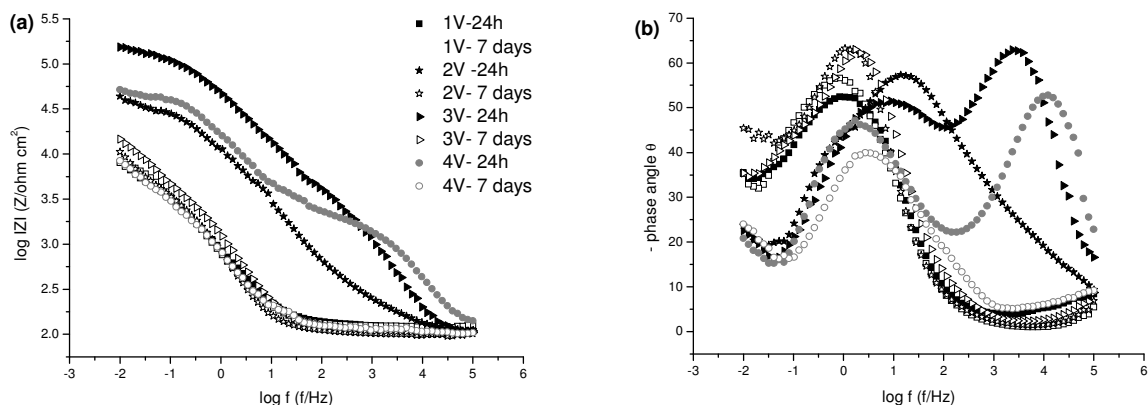 (a)
5.5
5.0
4.5
4.0
3.5
3.0
2.5
2.0
log IZI (Z/ohm cm²)
-3 -2 -1 0 1 2 3 4 5 6
log f (f/Hz)
1V-24h
1V- 7 days
2V -24h
2V- 7 days
3V- 24h
3V- 7 days
4V- 24h
4V- 7 days
(b)
70
60
50
40
30
20
10
0
- phase angle θ
-3 -2 -1 0 1 2 3 4 5 6
log f (f/Hz)